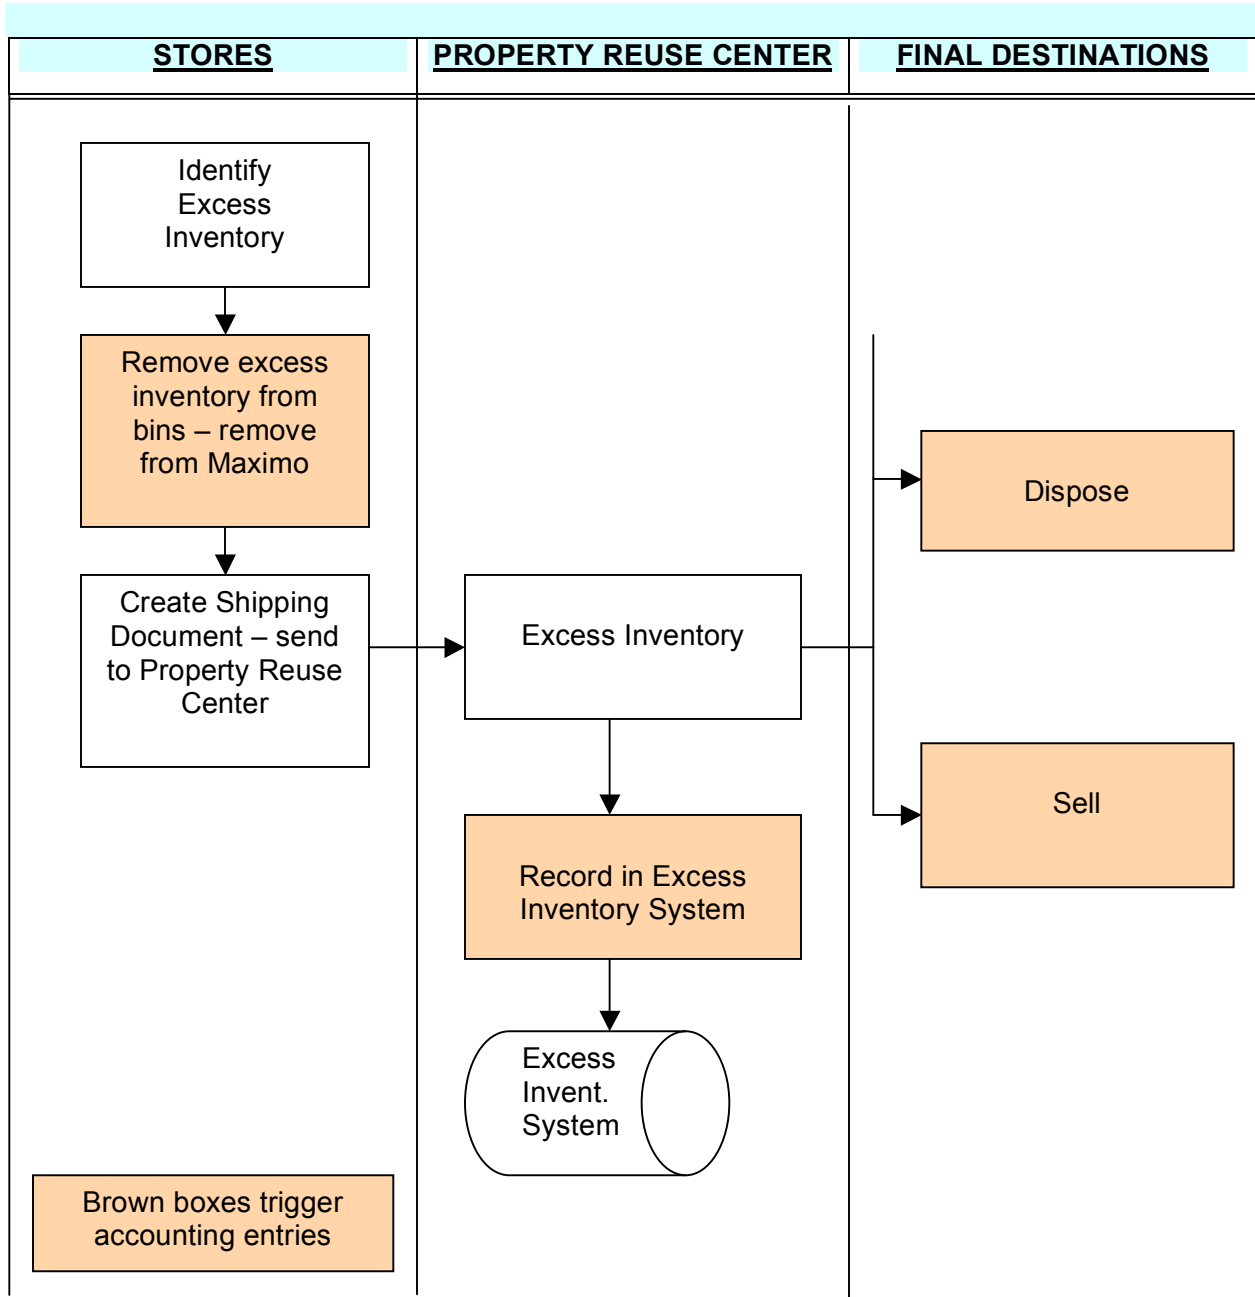 STORES
PROPERTY REUSE CENTER
FINAL DESTINATIONS
Identify
Excess
Inventory
Remove excess
inventory from
bins – remove
from Maximo
Create Shipping
Document – send
to Property Reuse
Center
Excess Inventory
Record in Excess
Inventory System
Excess
Invent.
System
Dispose
Sell
Brown boxes trigger
accounting entries